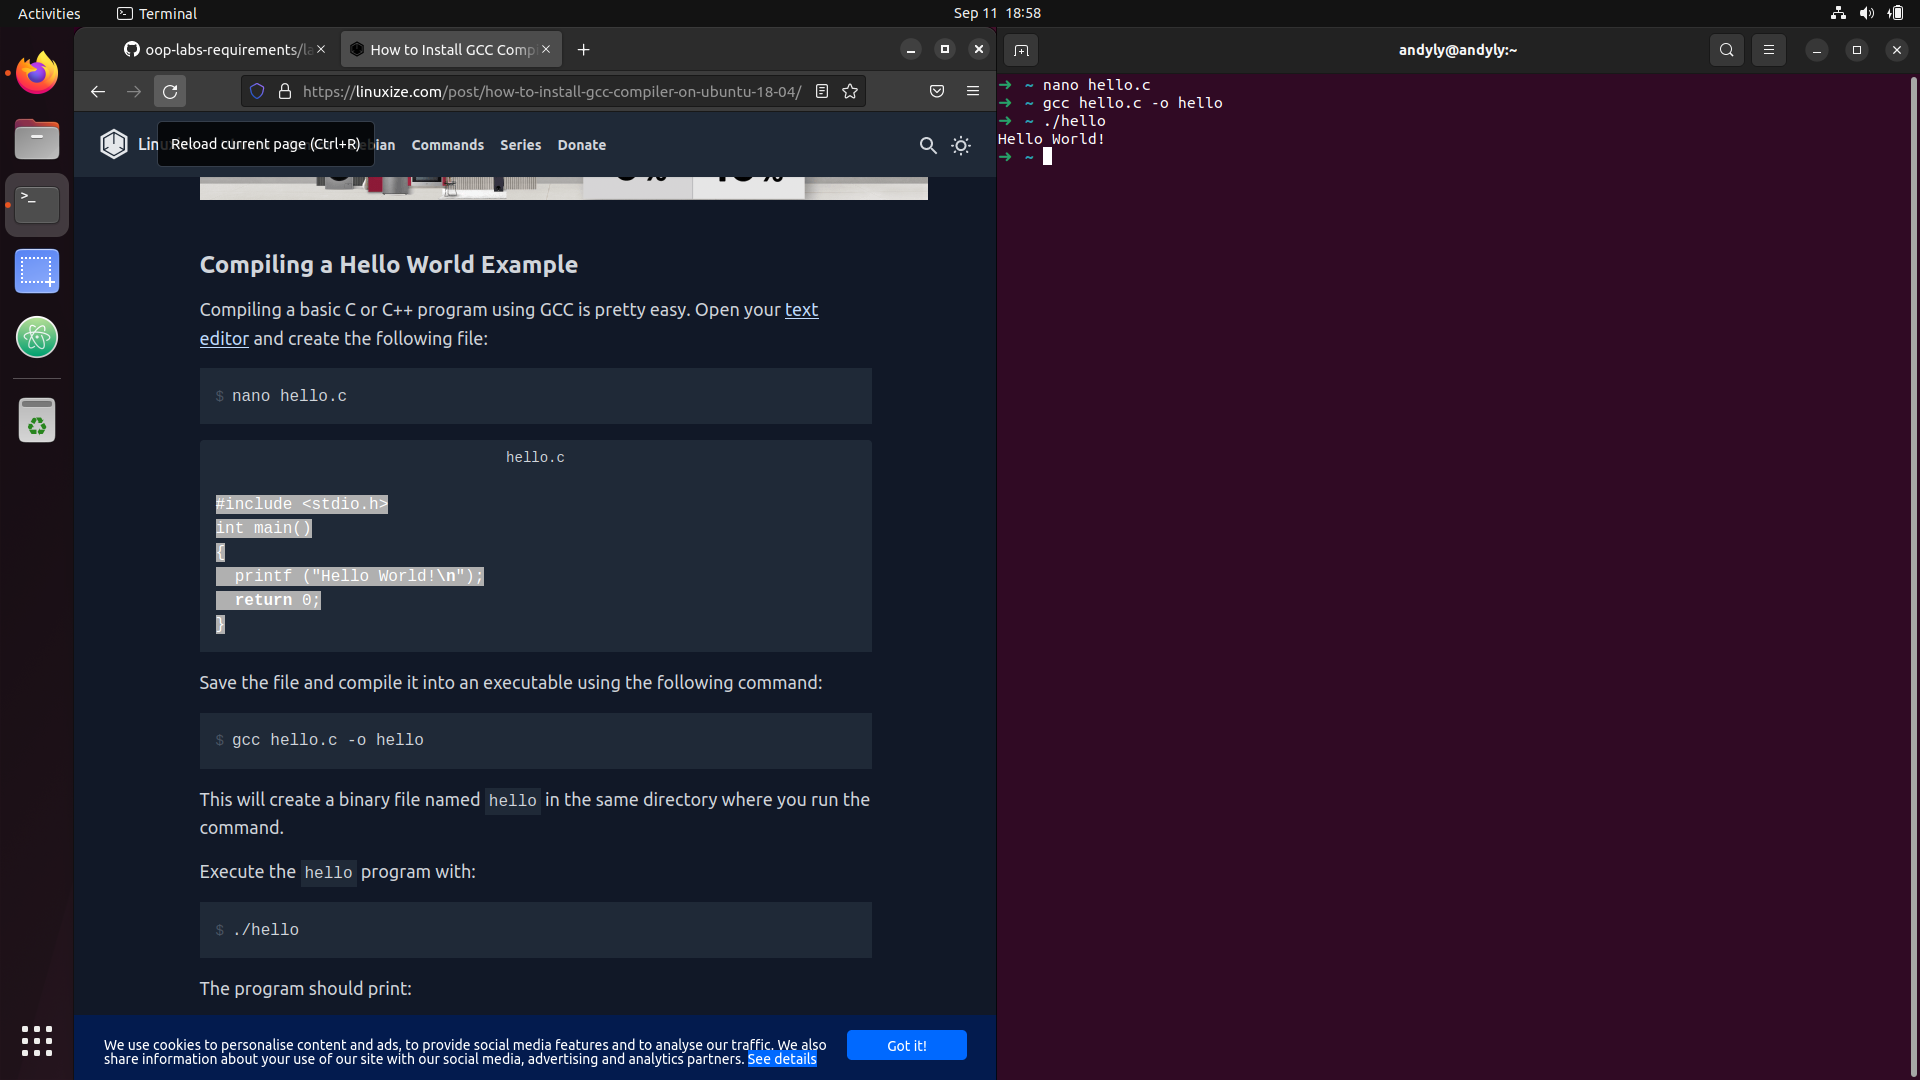 Activities
Terminal
Sep 11 18:58
oop-labs-requirements/la
How to Install GCC Comp
https://linuxize.com/post/how-to-install-gcc-compiler-on-ubuntu-18-04/
Reload current page (Ctrl+R)
Commands
Series
Donate
Compiling a Hello World Example
Compiling a basic C or C++ program using GCC is pretty easy. Open your text
editor and create the following file:
$ nano hello.c
hello.c
#include <stdio.h>
int main()
{
printf ("Hello World!\n");
return 0;
}
Save the file and compile it into an executable using the following command:
$ gcc hello.c -o hello
This will create a binary file named hello in the same directory where you run the
command.
Execute the hello program with:
$ ./hello
The program should print:
We use cookies to personalise content and ads, to provide social media features and to analyse our traffic. We also
share information about your use of our site with our social media, advertising and analytics partners. See details
Got it!
andyly@andyly:~
➜ ~ nano hello.c
➜ ~ gcc hello.c -o hello
➜ ~ ./hello
Hello World!
➜ ~